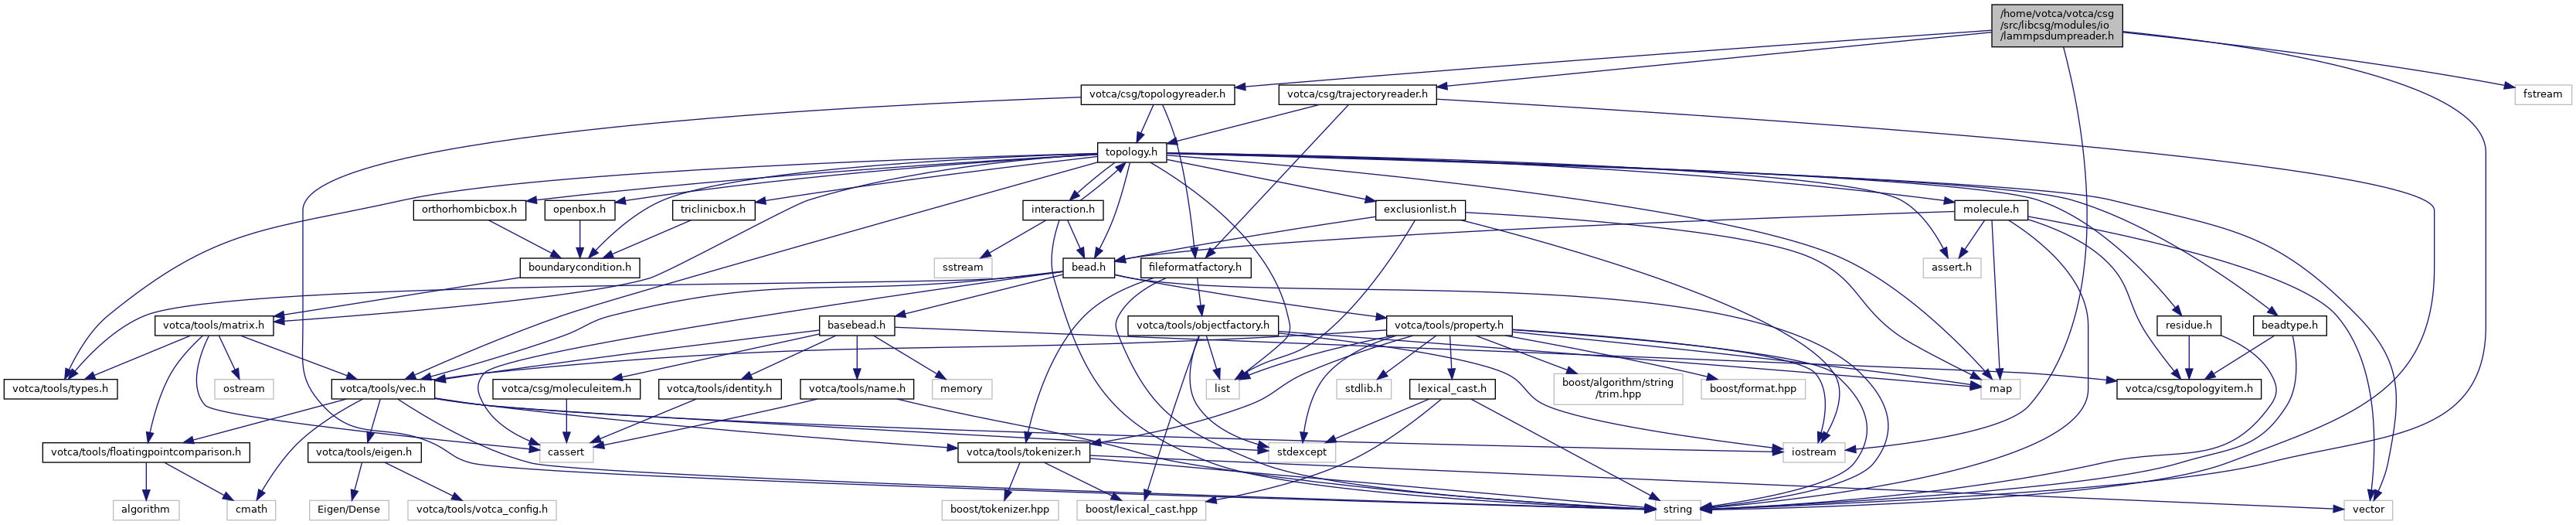 /home/votca/votca/csg
/src/libcsg/modules/io
/lammpsdumpreader.h
votca/csg/topologyreader.h
votca/csg/trajectoryreader.h
fstream
topology.h
orthorhombicbox.h
openbox.h
triclinicbox.h
interaction.h
exclusionlist.h
molecule.h
boundarycondition.h
sstream
bead.h
fileformatfactory.h
assert.h
votca/tools/matrix.h
basebead.h
votca/tools/objectfactory.h
votca/tools/property.h
residue.h
beadtype.h
votca/tools/types.h
ostream
votca/tools/vec.h
votca/csg/moleculeitem.h
votca/tools/identity.h
votca/tools/name.h
memory
list
stdlib.h
lexical_cast.h
boost/algorithm/string
/trim.hpp
boost/format.hpp
map
votca/csg/topologyitem.h
votca/tools/floatingpointcomparison.h
votca/tools/eigen.h
cassert
votca/tools/tokenizer.h
stdexcept
iostream
algorithm
cmath
Eigen/Dense
votca/tools/votca_config.h
boost/tokenizer.hpp
boost/lexical_cast.hpp
string
vector